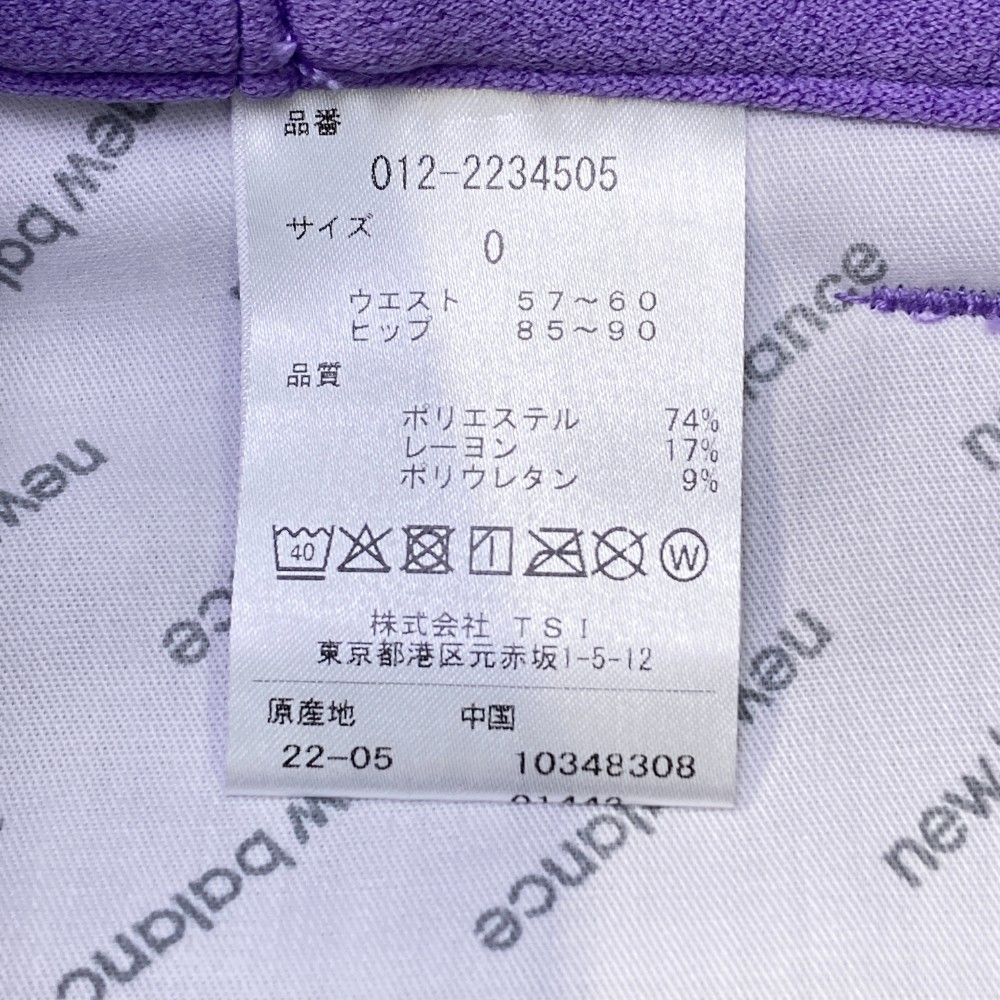 品番
012-2234505
サイズ
0
ウエスト 57～60
ヒップ 85～90
品質
ポリエステル 74%
レーヨン 17%
ポリウレタン 9%
40
W
株式会社 TSI
東京都港区元赤坂1-5-12
原産地 中国
22-05 10348308
new balance
new balance
new balance
new balance